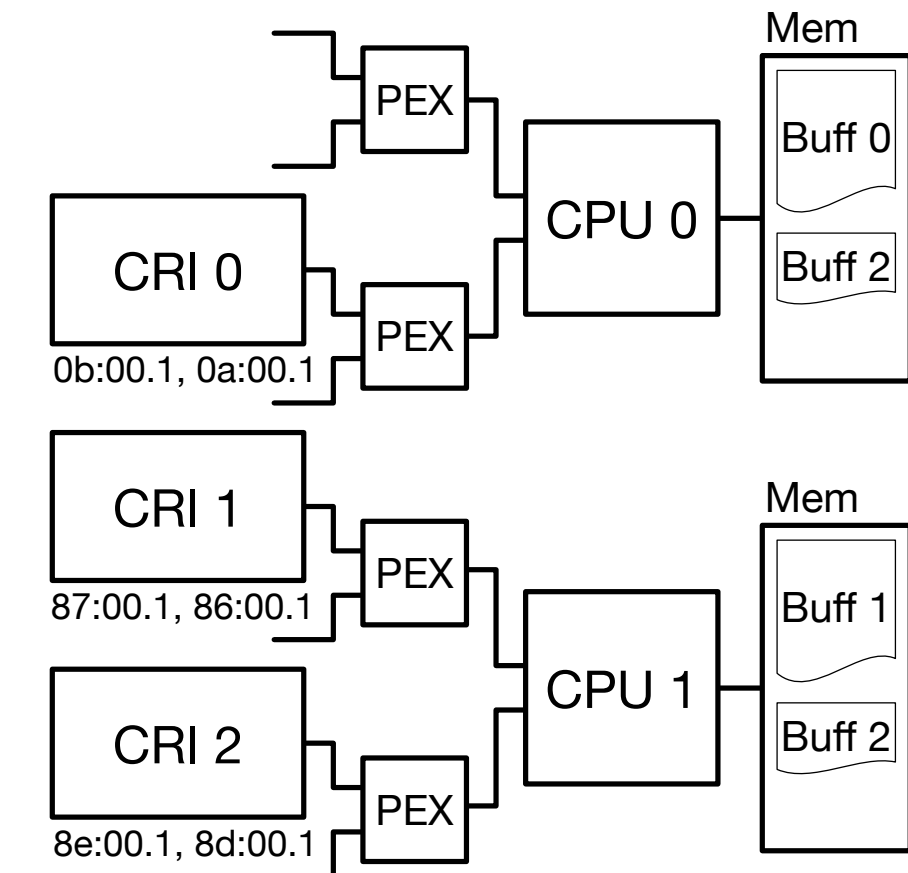 Mem
PEX
Buff 0
CPU 0
CRI 0
Buff 2
PEX
0b:00.1, 0a:00.1
CRI 1
Mem
PEX
Buff 1
87:00.1, 86:00.1
CPU 1
CRI 2
Buff 2
PEX
8e:00.1, 8d:00.1